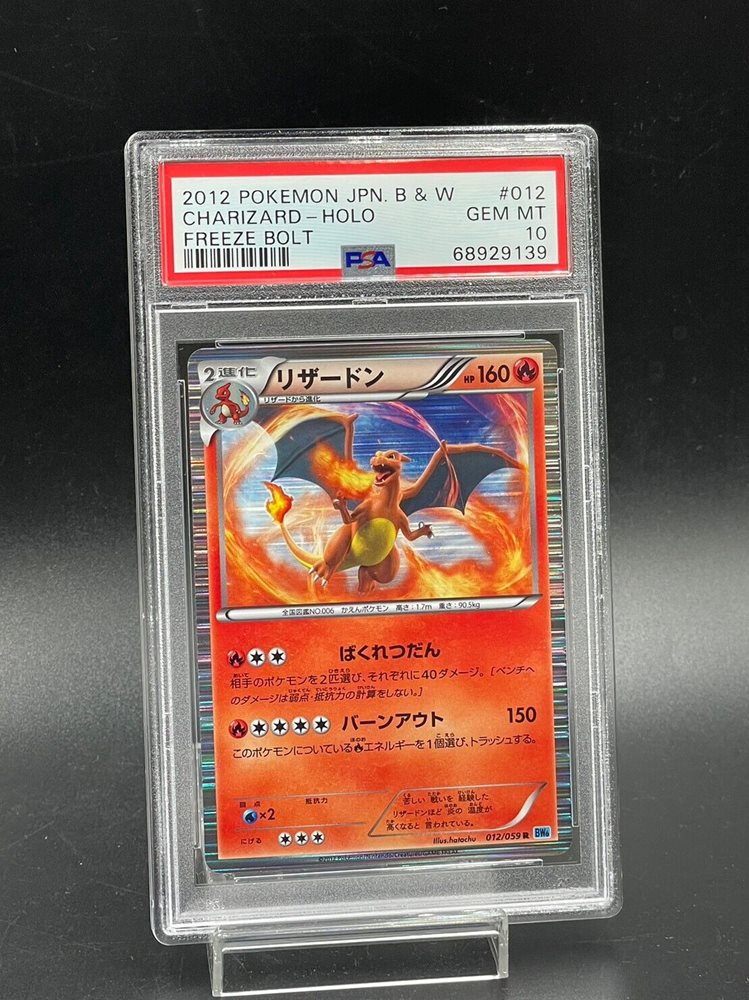 2012 POKEMON JPN. B & W #012
CHARIZARD-HOLO GEM MT
FREEZE BOLT 10
PSA 68929139
2進化 リザードン HP160
リザードから進化
全国図鑑NO.006 かえんポケモン 高さ:1.7m 重さ:90.5kg
ばくれつだん
相手のポケモンを2匹選び、それぞれに40ダメージ。[ベンチへ
のダメージは弱点・抵抗力の計算をしない。]
バーンアウト 150
このポケモンについているエネルギーを1個選び、トラッシュする。
弱点 抵抗力
×2
にげる
苦しい 戦いを 経験した
リザードンほど 炎の 温度が
高くなると 言われている。
Illus.hatachu 012/059 R BW6
©2012 Pokémon/Nintendo/Creatures/GAME FREAK.